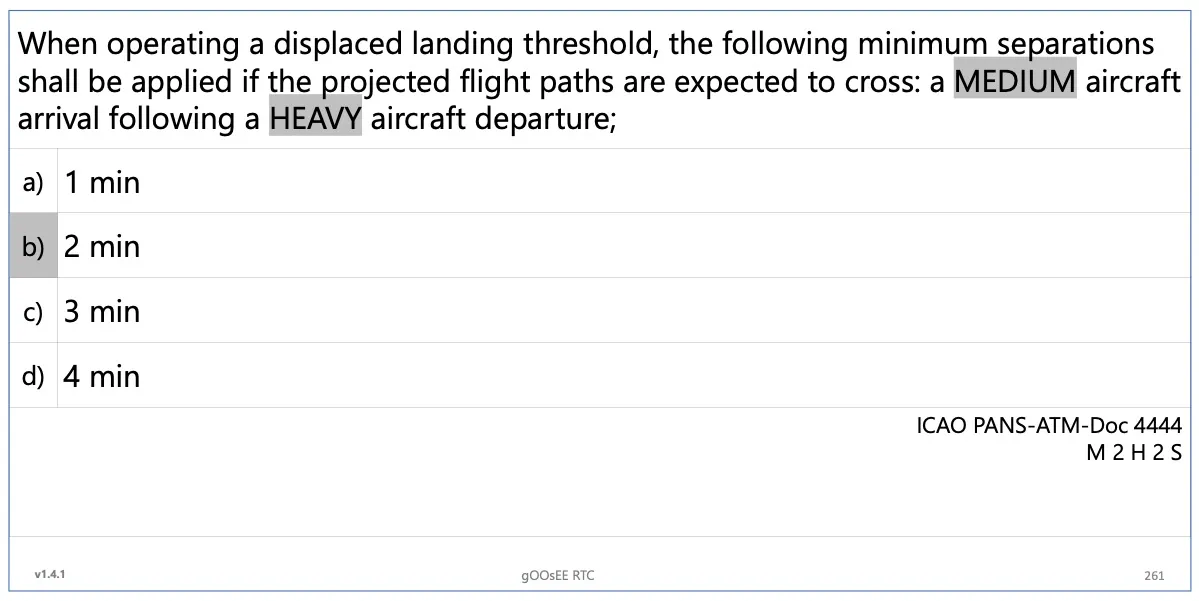 When operating a displaced landing threshold, the following minimum separations
shall be applied if the projected flight paths are expected to cross: a MEDIUM aircraft
arrival following a HEAVY aircraft departure;
a) 1 min
b) 2 min
c) 3 min
d) 4 min
ICAO PANS-ATM-Doc 4444
M 2 H 2 S
v1.4.1 gOOsEE RTC 261